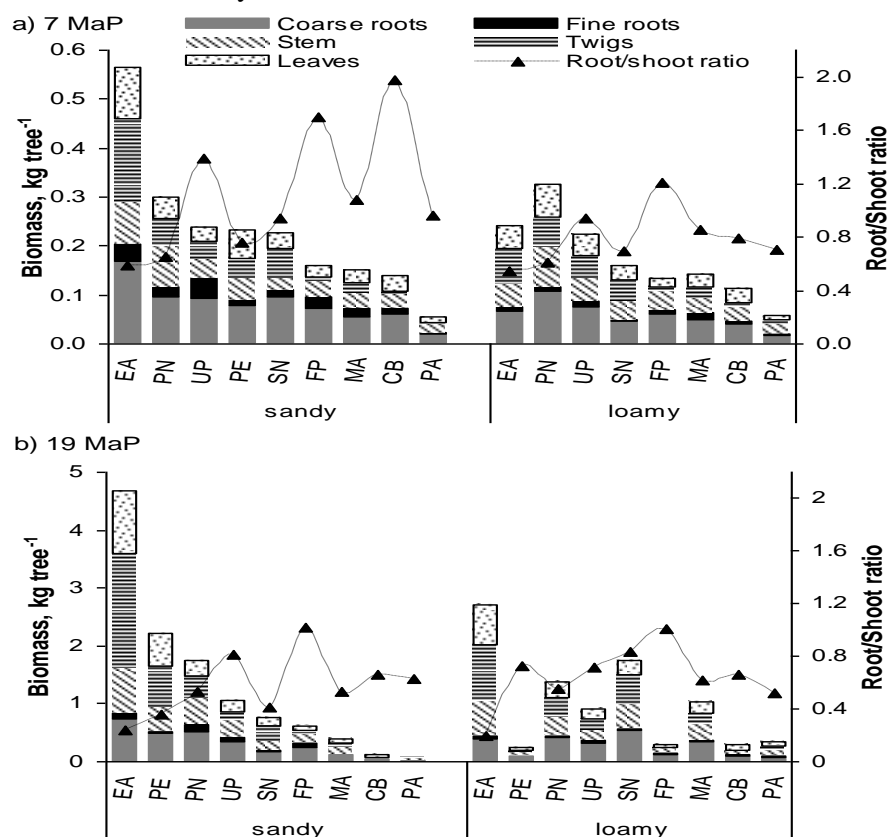 a) 7 MaP
Coarse roots Fine roots
Stem Twigs
Leaves Root/shoot ratio
Biomass, kg tree-1
0.6
0.5
0.4
0.3
0.2
0.1
0.0
Root/Shoot ratio
2.0
1.6
1.2
0.8
0.4
0.0
EA PN UP PE SN FP MA CB PA EA PN UP SN FP MA CB PA
sandy loamy
b) 19 MaP
Biomass, kg tree-1
5
4
3
2
1
0
Root/Shoot ratio
2
1.6
1.2
0.8
0.4
0
EA PE PN UP SN FP MA CB PA EA PE PN UP SN FP MA CB PA
sandy loamy